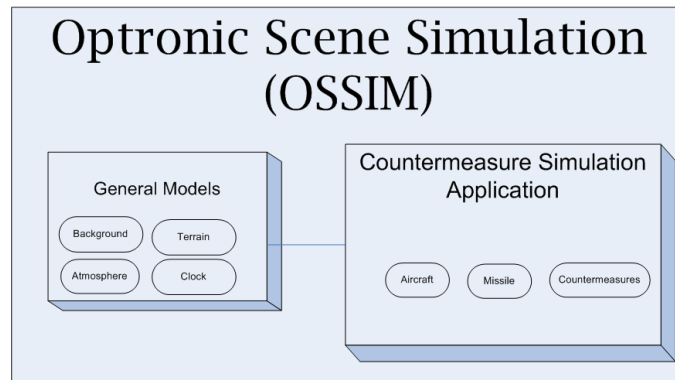 Optronic Scene Simulation
(OSSIM)
General Models
Background
Terrain
Atmosphere
Clock
Countermeasure Simulation
Application
Aircraft
Missile
Countermeasures